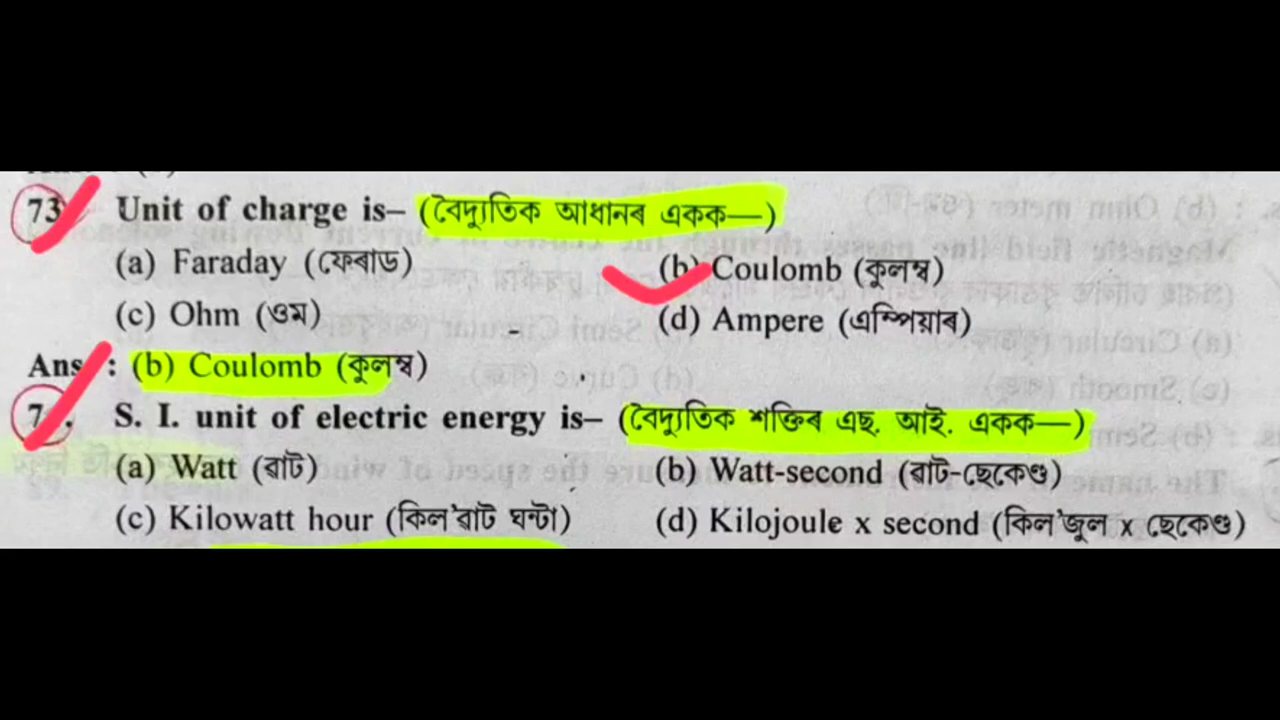 73 Unit of charge is– (বৈদ্যুতিক আধানৰ একক—)
(a) Faraday (ফেৰাড) (b) Coulomb (কুলম্ব)
(c) Ohm (ওম) (d) Ampere (এম্পিয়াৰ)
Ans : (b) Coulomb (কুলম্ব)
7 . S. I. unit of electric energy is– (বৈদ্যুতিক শক্তিৰ এছ. আই. একক—)
(a) Watt (ৱাট) (b) Watt-second (ৱাট-ছেকেণ্ড)
(c) Kilowatt hour (কিল'ৱাট ঘন্টা) (d) Kilojoule x second (কিল'জুল x ছেকেণ্ড)